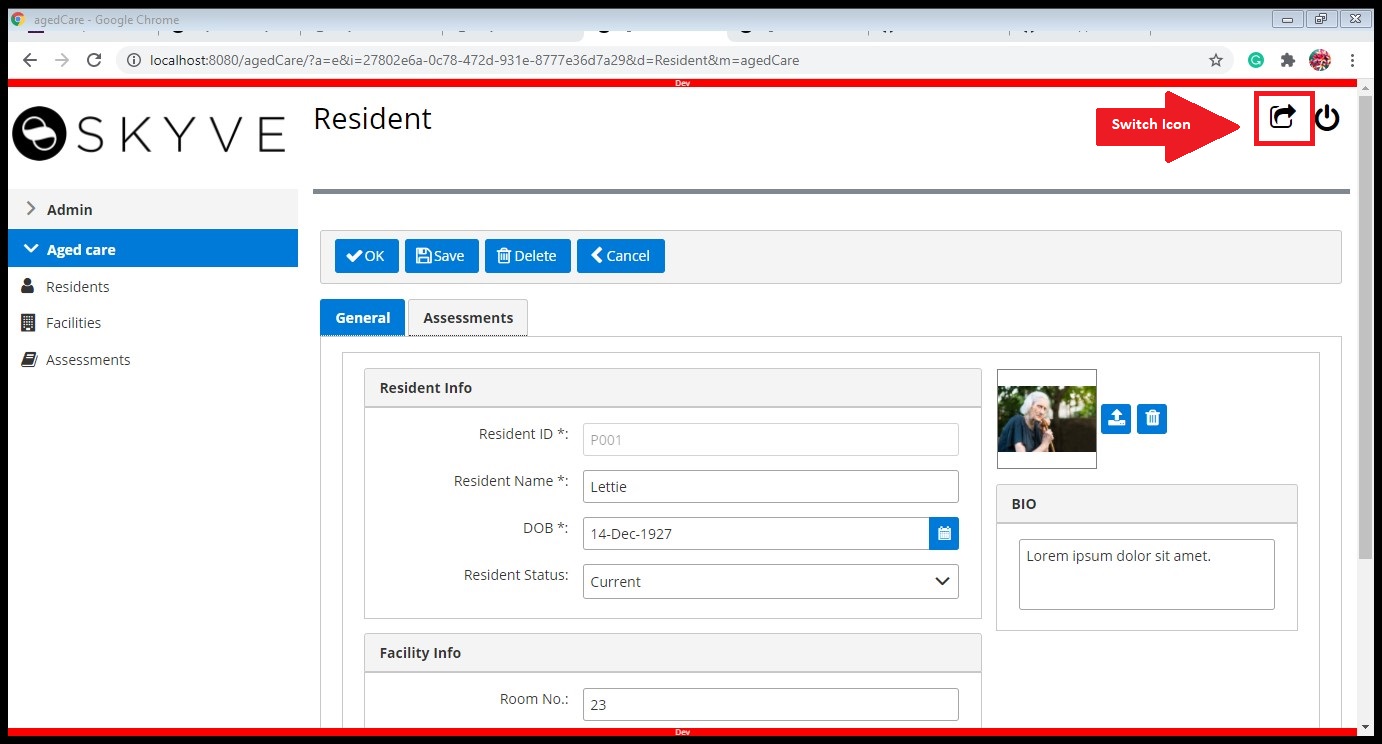 agedCare - Google Chrome
localhost:8080/agedCare/?a=e&i=27802e6a-0c78-472d-931e-8777e36d7a29&d=Resident&m=agedCare
Dev
SKYVE
Resident
Switch Icon
Admin
Aged care
Residents
Facilities
Assessments
OK Save Delete Cancel
General Assessments
Resident Info
Resident ID *: P001
Resident Name *: Lettie
DOB *: 14-Dec-1927
Resident Status: Current
BIO
Lorem ipsum dolor sit amet.
Facility Info
Room No.: 23
Dev